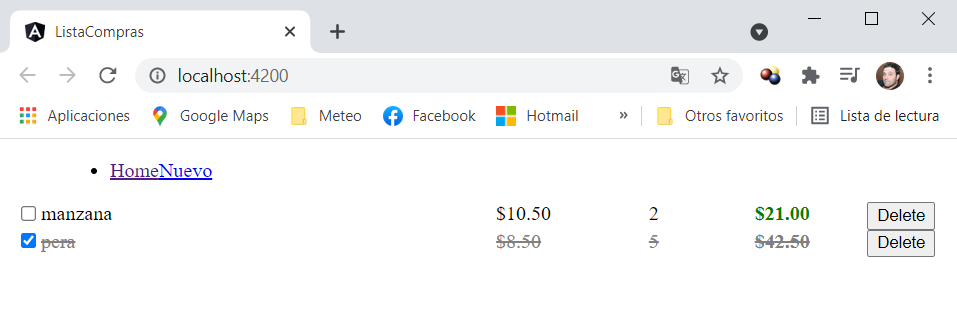 ListaCompras
localhost:4200
Aplicaciones Google Maps Meteo Facebook Hotmail » Otros favoritos Lista de lectura
HomeNuevo
manzana $10.50 2 $21.00 Delete
pera $8.50 5 $42.50 Delete